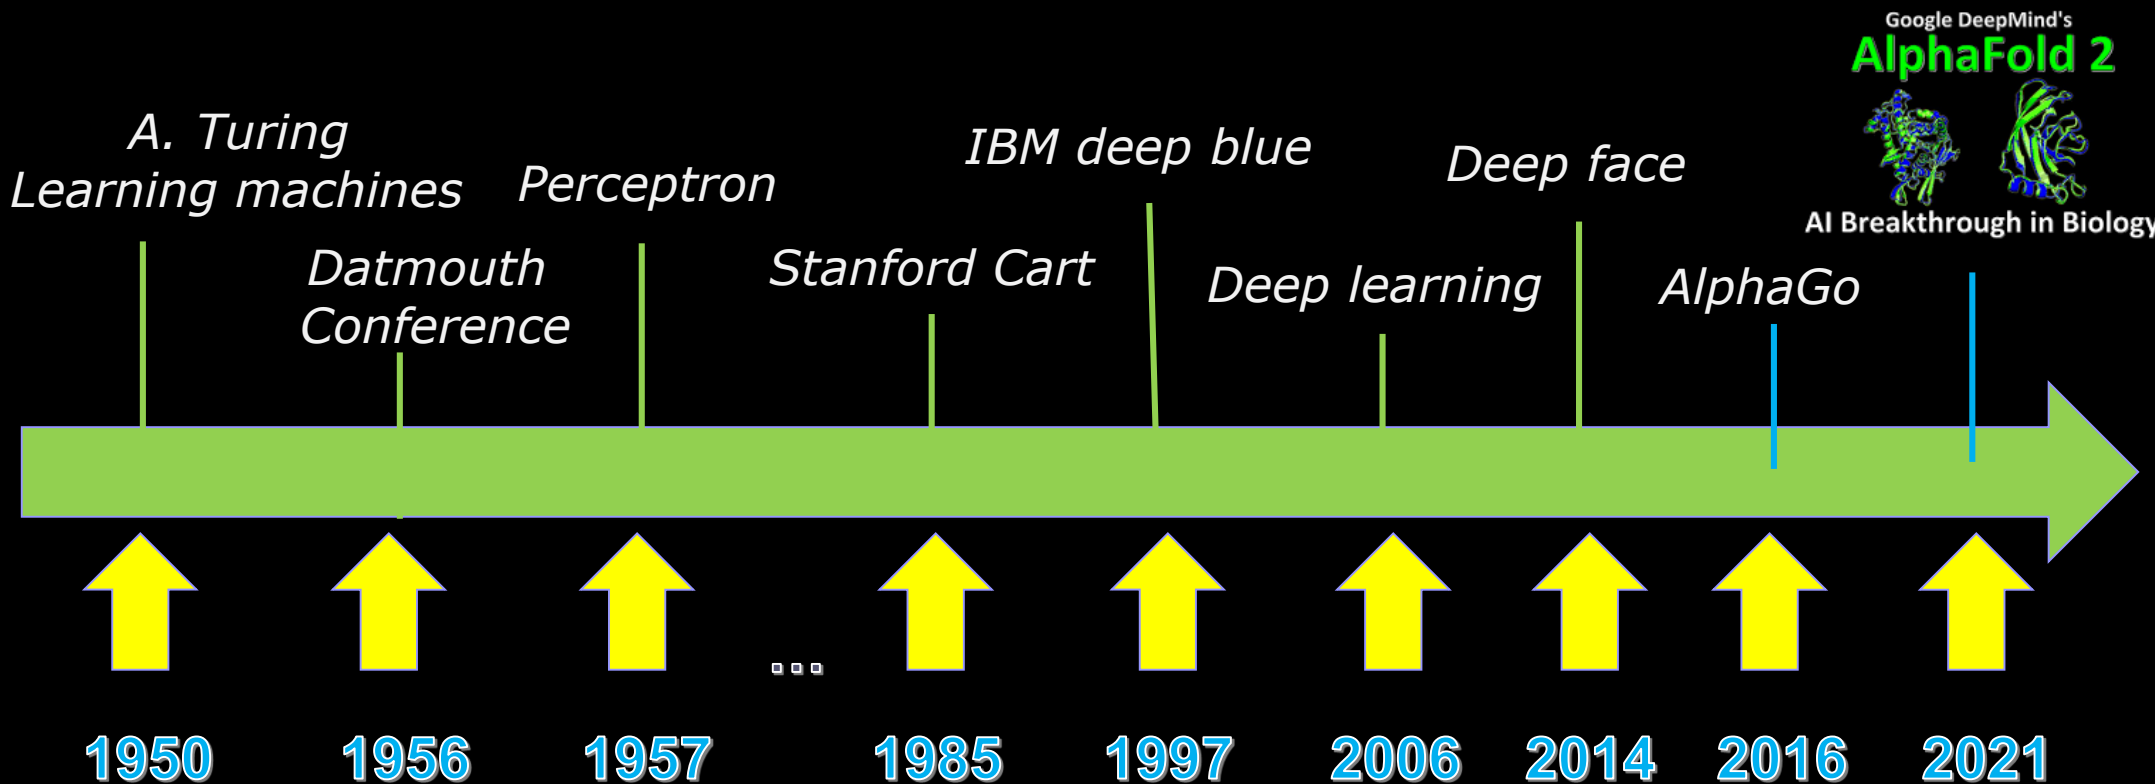 Google DeepMind's
AlphaFold 2
AI Breakthrough in Biology
A. Turing
Learning machines
Datmouth
Conference
Perceptron
Stanford Cart
IBM deep blue
Deep learning
Deep face
AlphaGo
...
1950
1956
1957
1985
1997
2006
2014
2016
2021